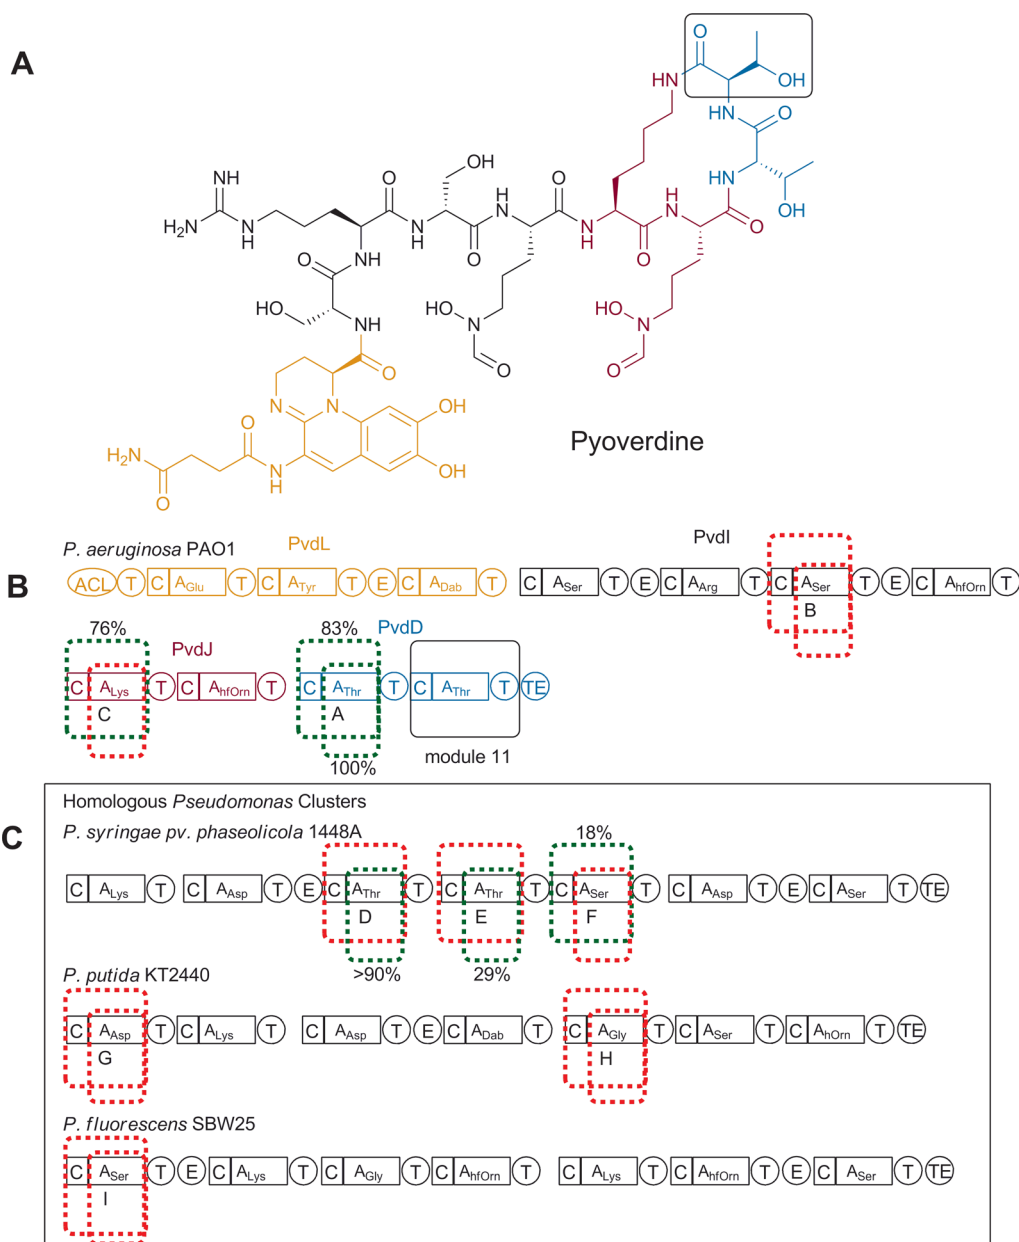 A
O
OH
HN
HN
O
HN
OH
O
OH
NH
H2N
N
H
O
N
H
O
H
N
O
N
H
O
H
N
NH
O
HO
NH
HO
N
O
HO
N
O
O
N
N
OH
OH
O
N
H
H2N
O
Pyoverdine
B
P. aeruginosa PAO1
PvdL
PvdI
ACL T C AGlu T C ATyr T E C ADab T C ASer T E C AArg T C ASer T E C AhfOrn T
B
76% 83%
PvdJ PvdD
C ALys T C AhfOrn T C AThr T C AThr T TE
C A
100% module 11
C
Homologous Pseudomonas Clusters
P. syringae pv. phaseolicola 1448A 18%
C ALys T C AAsp T E C AThr T C AThr T C ASer T C AAsp T E C ASer T TE
D E F
>90% 29%
P. putida KT2440
C AAsp T C ALys T C AAsp T E C ADab T C AGly T C ASer T C AhOrn T TE
G H
P. fluorescens SBW25
C ASer T E C ALys T C AGly T C AhfOrn T C ALys T C AhfOrn T E C ASer T TE
I